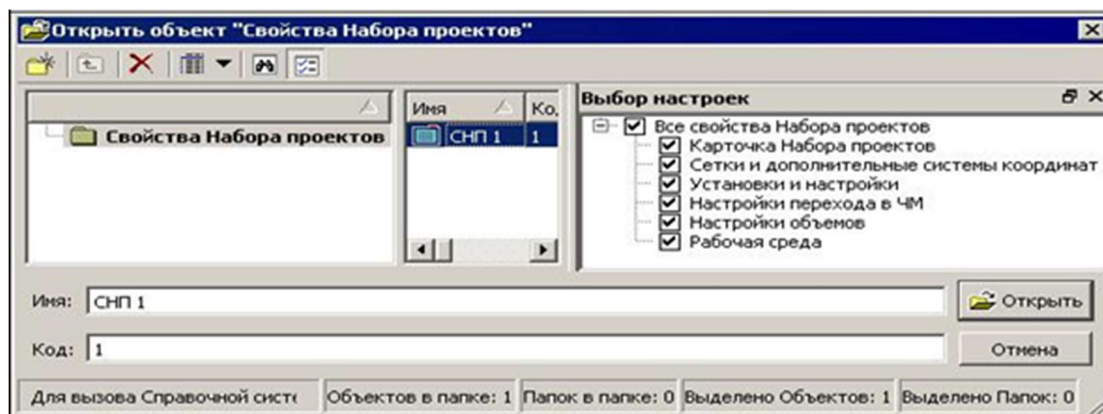 Открыть объект "Свойства Набора проектов"
Свойства Набора проектов
Имя Ко
СНП 1 1
Выбор настроек
Все свойства Набора проектов
Карточка Набора проектов
Сетки и дополнительные системы координат
Установки и настройки
Настройки перехода в ЧМ
Настройки объемов
Рабочая среда
Имя: СНП 1
Открыть
Код: 1
Отмена
Для вызова Справочной систе Объектов в папке: 1 Папок в папке: 0 Выделено Объектов: 1 Выделено Папок: 0